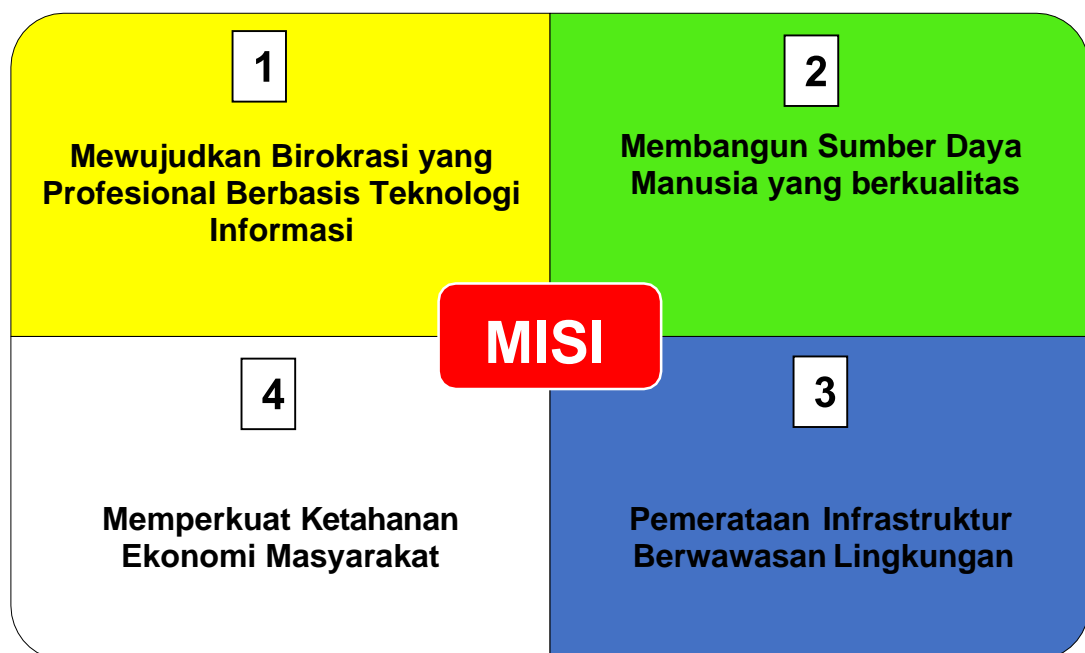 1
Mewujudkan Birokrasi yang
Profesional Berbasis Teknologi
Informasi
2
Membangun Sumber Daya
Manusia yang berkualitas
MISI
4
Memperkuat Ketahanan
Ekonomi Masyarakat
3
Pemerataan Infrastruktur
Berwawasan Lingkungan